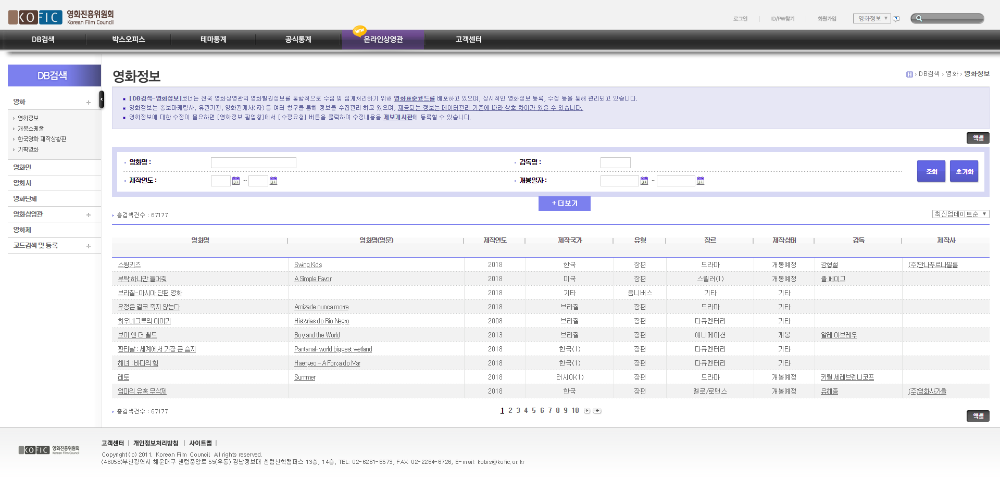 KOFIC 영화진흥위원회
Korean Film Council
로그인 ID/PW찾기 회원가입 영화정보
NEW
DB검색 박스오피스 테마통계 공식통계 온라인상영관 고객센터
DB검색
영화
영화정보
개봉스케줄
한국영화 제작상황판
기획영화
영화인
영화사
영화단체
영화상영관
영화제
코드검색 및 등록
영화정보
H › DB검색 › 영화 › 영화정보
[DB검색-영화정보]코너는 전국 영화상영관의 영화발권정보를 통합적으로 수집 및 집계처리하기 위해 영화표준코드를 배포하고 있으며, 상시적인 영화정보 등록, 수정 등을 통해 관리되고 있습니다.
영화정보는 홍보마케팅사, 유관기관, 영화관계사(자) 등 여러 창구를 통해 정보를 수집관리 하고 있으며, 제공되는 정보는 데이터관리 기준에 따라 상호 차이가 있을 수 있습니다.
영화정보에 대한 수정이 필요하면 [영화정보 팝업창]에서 [수정요청] 버튼을 클릭하여 수정내용을 제보게시판에 등록할 수 있습니다.
엑셀
영화명 : 감독명 :
제작연도 : 31 ~ 31 개봉일자 : 31 ~ 31
조회 초기화
+ 더보기
총검색건수 : 67177 최신업데이트순
영화명 영화명(영문) 제작연도 제작국가 유형 장르 제작상태 감독 제작사
스윙키즈 Swing Kids 2018 한국 장편 드라마 개봉예정 강형철 (주)안나푸르나필름
부탁 하나만 들어줘 A Simple Favor 2018 미국 장편 스릴러(1) 개봉예정 폴 페이그
브라질-아시아 단편 영화 2018 기타 옴니버스 기타 기타
우정은 결코 죽지 않는다 Amizade nunca morre 2018 브라질 장편 드라마 기타
히우네그루의 이야기 Histórias do Rio Negro 2008 브라질 장편 다큐멘터리 기타
보이 앤 더 월드 Boy and the World 2013 브라질 장편 애니메이션 개봉 알레 아브레우
판타날 : 세계에서 가장 큰 습지 Pantanal-world biggest wetland 2018 한국(1) 장편 다큐멘터리 기타
해녀 : 바다의 힘 Haenyeo – A Força do Mar 2018 한국(1) 장편 다큐멘터리 기타
레토 Summer 2018 러시아(1) 장편 드라마 개봉예정 키릴 세레브렌니코프
엄마의 유혹 무삭제 2018 한국 장편 멜로/로맨스 개봉예정 유해종 (주)영화사가을
총검색건수 : 67177
1 2 3 4 5 6 7 8 9 10
엑셀
KOFIC 영화진흥위원회
Korean Film Council
고객센터 | 개인정보처리방침 | 사이트맵 |
Copyright (c) 2011. Korean Film Council. All rights reserved.
(48058)부산광역시 해운대구 센텀중앙로 55(우동) 경남정보대 센텀산학캠퍼스 13층, 14층, TEL: 02-6261-6573, FAX: 02-2264-6726, E-mail: kobis@kofic.or.kr